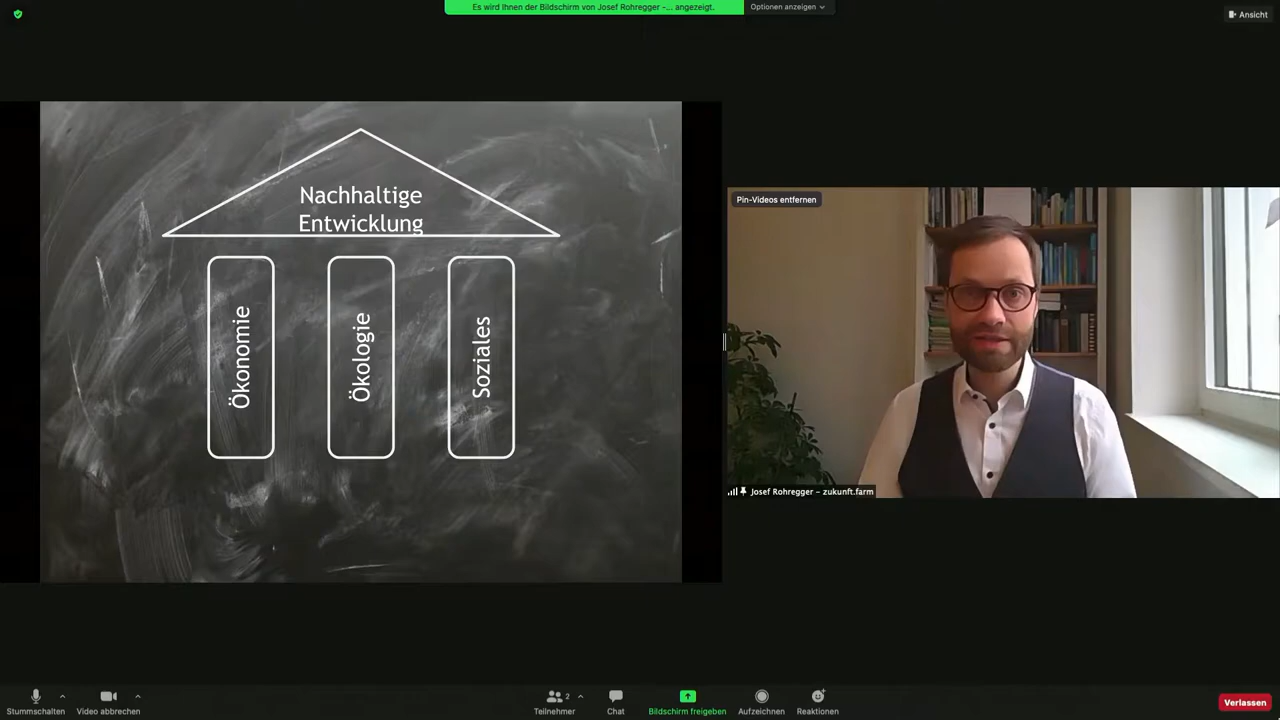 Es wird Ihnen der Bildschirm von Josef Rohregger -... angezeigt.
Optionen anzeigen
Ansicht
Nachhaltige
Entwicklung
Ökonomie
Ökologie
Soziales
Pin-Videos entfernen
Josef Rohregger – zukunft.farm
Stummschalten
Video abbrechen
2
Teilnehmer
Chat
Bildschirm freigeben
Aufzeichnen
Reaktionen
Verlassen